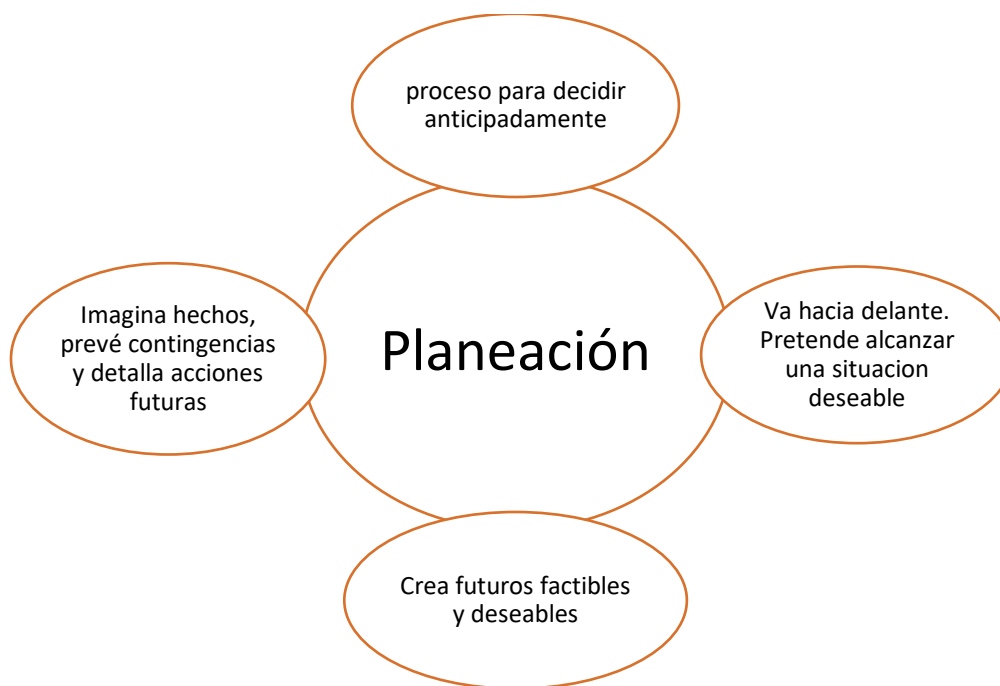 proceso para decidir
anticipadamente
Imagina hechos,
prevé contingencias
y detalla acciones
futuras
Planeación
Va hacia delante.
Pretende alcanzar
una situacion
deseable
Crea futuros factibles
y deseables